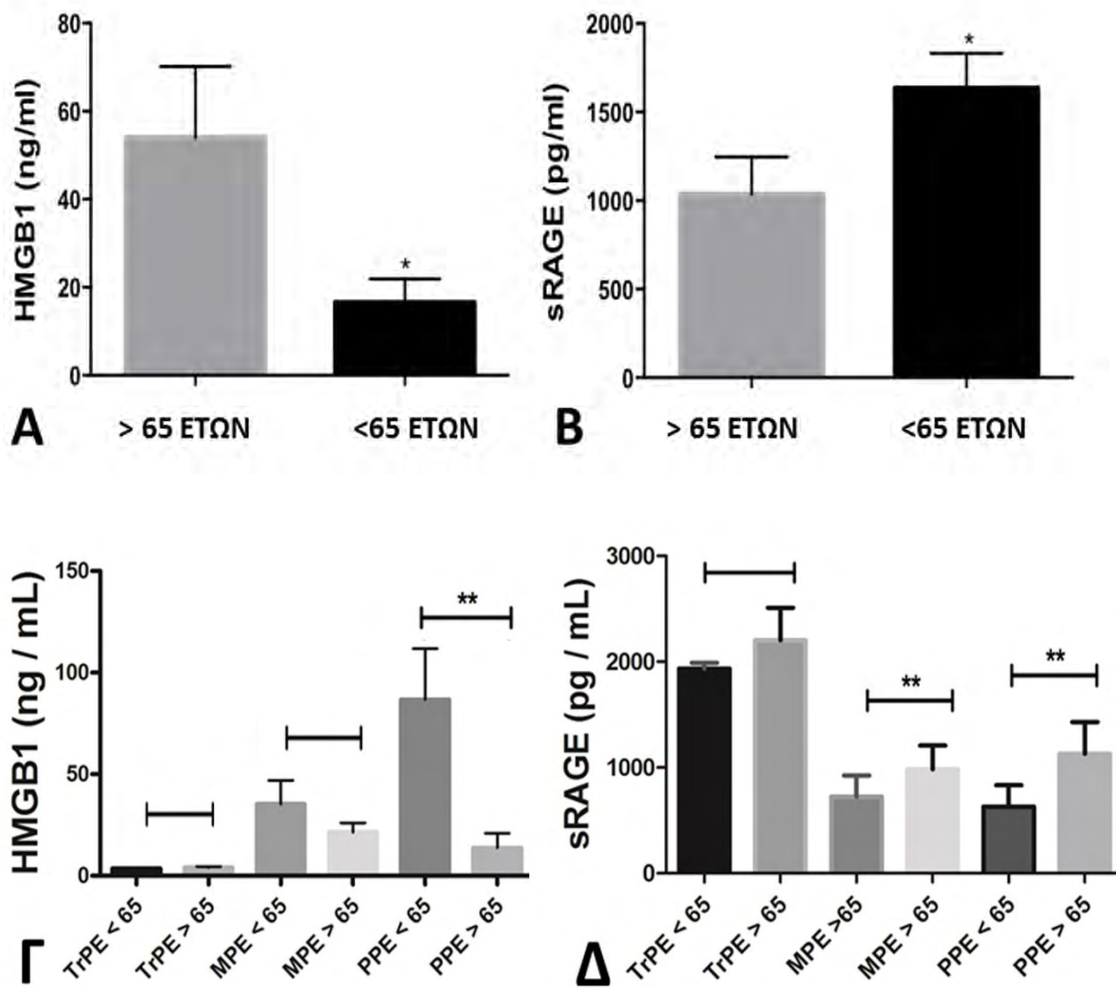 80
60
40
20
0
HMGB1 (ng/ml)
*
> 65 ΕΤΩΝ
<65 ΕΤΩΝ
A
2000
1500
1000
500
0
sRAGE (pg/ml)
*
> 65 ΕΤΩΝ
<65 ΕΤΩΝ
B
150
100
50
0
HMGB1 (ng / mL)
**
TrPE < 65
TrPE > 65
MPE < 65
MPE > 65
PPE < 65
PPE > 65
Γ
3000
2000
1000
0
sRAGE (pg / mL)
**
**
TrPE < 65
TrPE > 65
MPE >65
MPE > 65
PPE < 65
PPE > 65
Δ